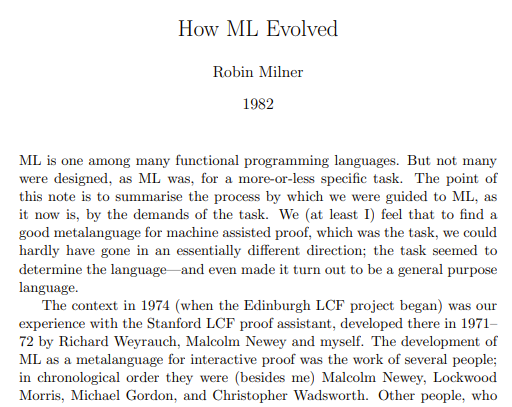 How ML Evolved
Robin Milner
1982
ML is one among many functional programming languages. But not many
were designed, as ML was, for a more-or-less specific task. The point of
this note is to summarise the process by which we were guided to ML, as
it now is, by the demands of the task. We (at least I) feel that to find a
good metalanguage for machine assisted proof, which was the task, we could
hardly have gone in an essentially different direction; the task seemed to
determine the language—and even made it turn out to be a general purpose
language.
The context in 1974 (when the Edinburgh LCF project began) was our
experience with the Stanford LCF proof assistant, developed there in 1971–
72 by Richard Weyrauch, Malcolm Newey and myself. The development of
ML as a metalanguage for interactive proof was the work of several people;
in chronological order they were (besides me) Malcolm Newey, Lockwood
Morris, Michael Gordon, and Christopher Wadsworth. Other people, who